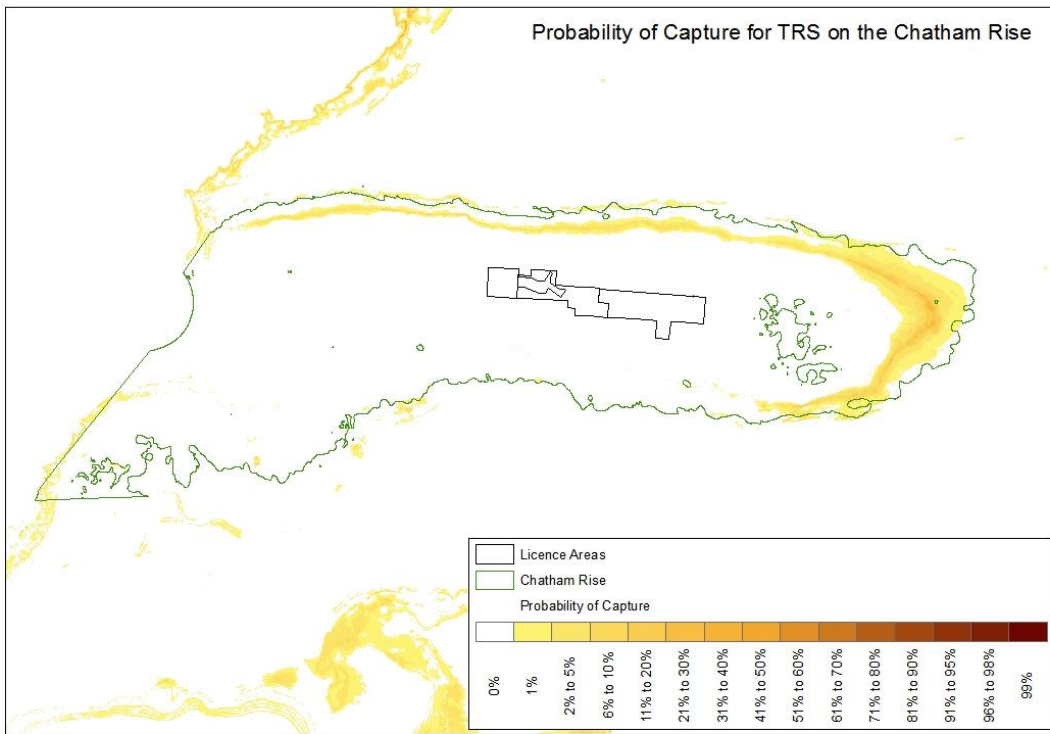 Probability of Capture for TRS on the Chatham Rise
Licence Areas
Chatham Rise
Probability of Capture
0%
1%
2% to 5%
6% to 10%
11% to 20%
21% to 30%
31% to 40%
41% to 50%
51% to 60%
61% to 70%
71% to 80%
81% to 90%
91% to 95%
96% to 98%
99%